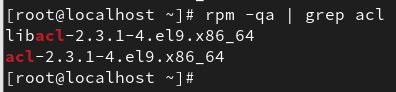 [root@localhost ~]# rpm -qa | grep acl
libacl-2.3.1-4.el9.x86_64
acl-2.3.1-4.el9.x86_64
[root@localhost ~]#